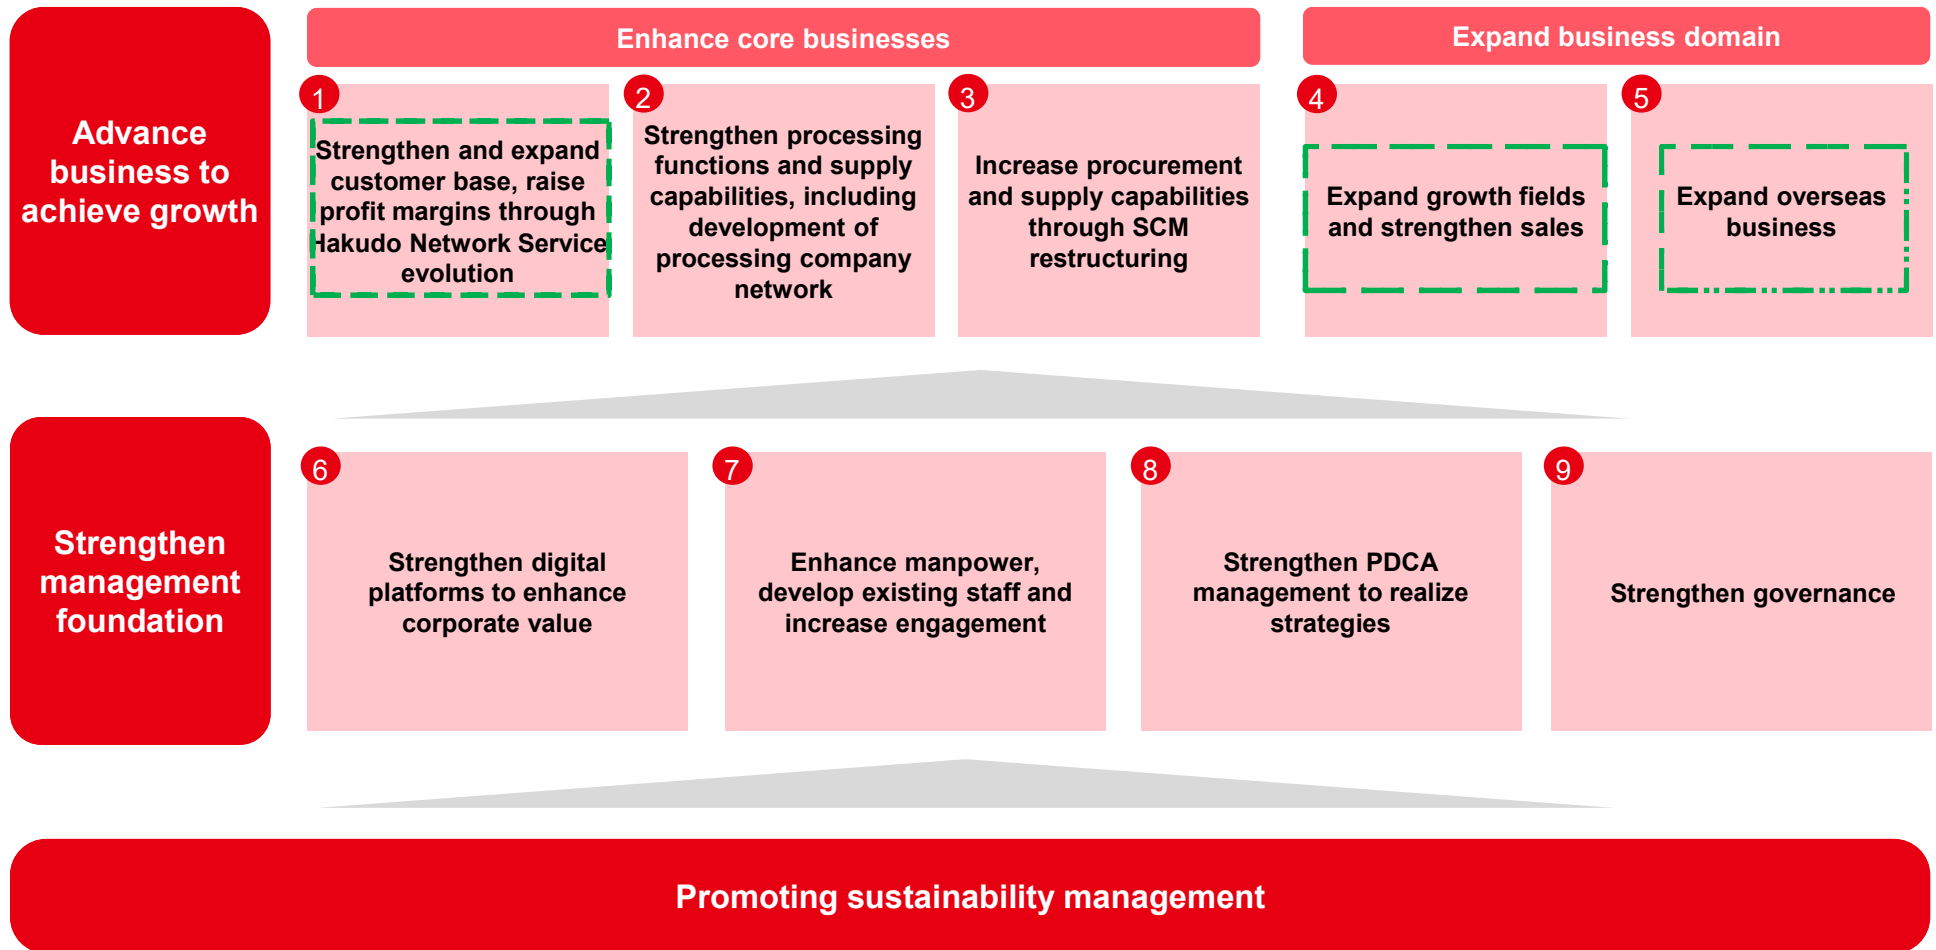 Advance
business to
achieve growth
Enhance core businesses
Expand business domain
1
Strengthen and expand
customer base, raise
profit margins through
Hakudo Network Service
evolution
2
Strengthen processing
functions and supply
capabilities, including
development of
processing company
network
3
Increase procurement
and supply capabilities
through SCM
restructuring
4
Expand growth fields
and strengthen sales
5
Expand overseas
business
Strengthen
management
foundation
6
Strengthen digital
platforms to enhance
corporate value
7
Enhance manpower,
develop existing staff and
increase engagement
8
Strengthen PDCA
management to realize
strategies
9
Strengthen governance
Promoting sustainability management